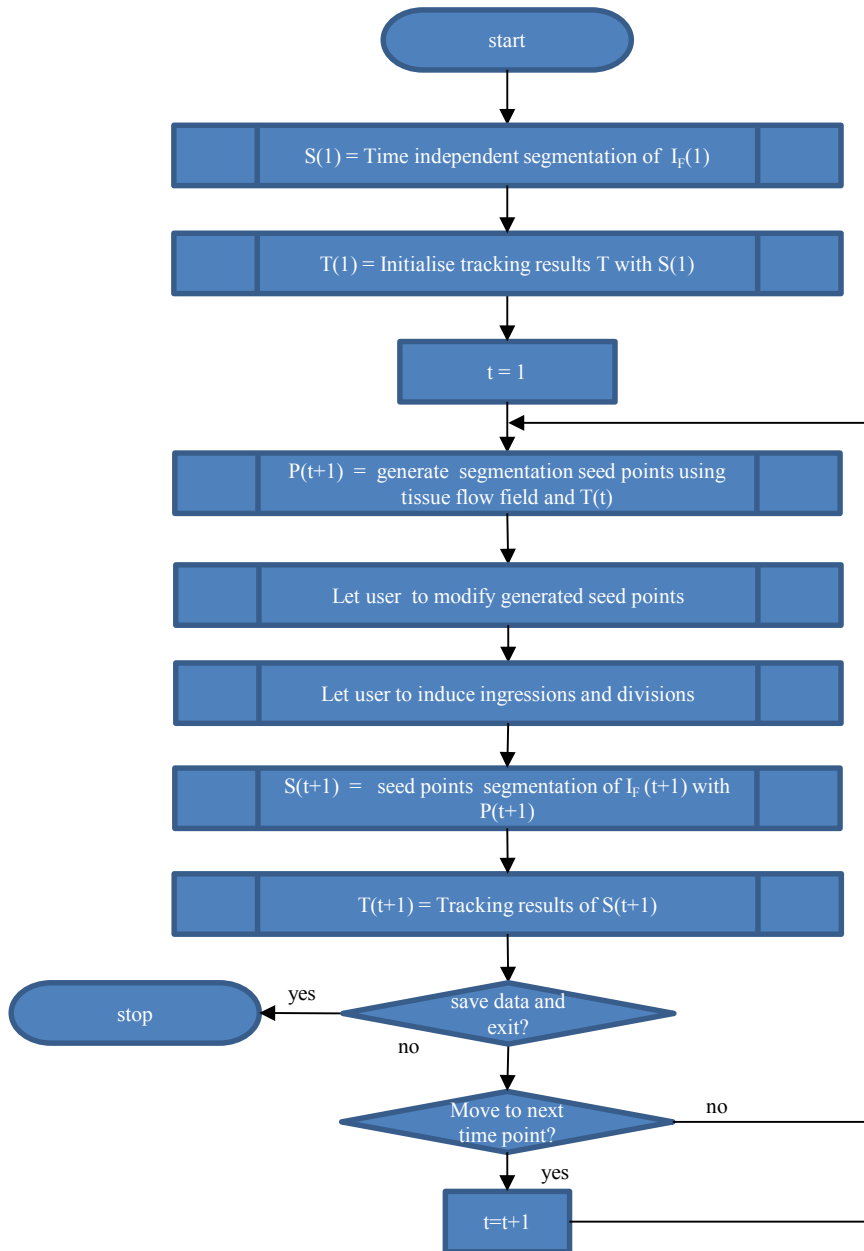 start
S(1) = Time independent segmentation of I_F(1)
T(1) = Initialise tracking results T with S(1)
t = 1
P(t+1) = generate segmentation seed points using
tissue flow field and T(t)
Let user to modify generated seed points
Let user to induce ingressions and divisions
S(t+1) = seed points segmentation of I_F (t+1) with
P(t+1)
T(t+1) = Tracking results of S(t+1)
save data and
exit?
yes
stop
no
Move to next
time point?
no
yes
t=t+1